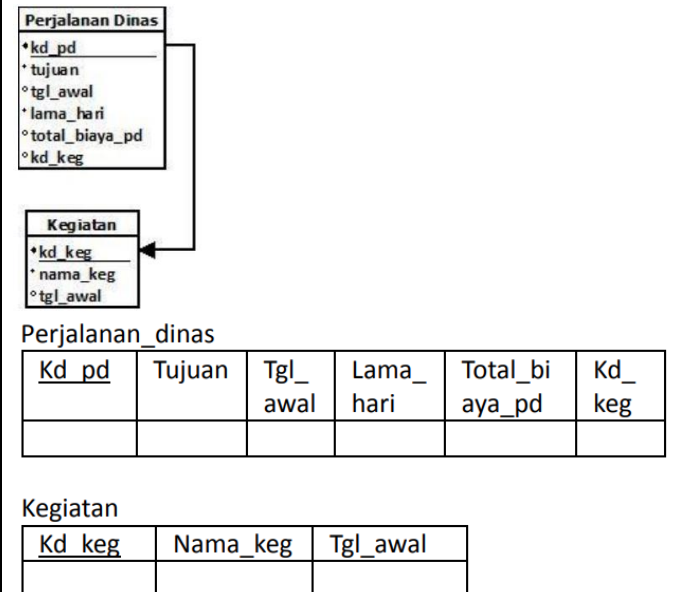 Perjalanan Dinas
kd_pd
tujuan
tgl_awal
lama_hari
total_biaya_pd
kd_keg
Kegiatan
kd_keg
nama_keg
tgl_awal
Perjalanan_dinas
Kd_pd Tujuan Tgl_ Lama_ Total_bi Kd_
awal hari aya_pd keg
Kegiatan
Kd_keg Nama_keg Tgl_awal